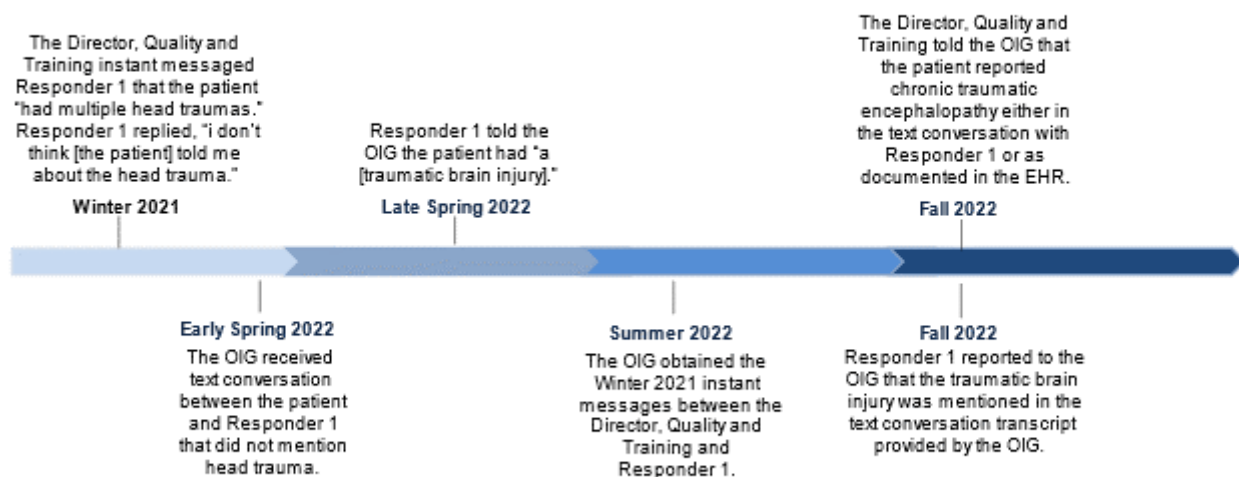 The Director, Quality and
Training instant messaged
Responder 1 that the patient
"had multiple head traumas."
Responder 1 replied, "i don't
think [the patient] told me
about the head trauma."
Winter 2021
Early Spring 2022
The OIG received
text conversation
between the patient
and Responder 1
that did not mention
head trauma.
Responder 1 told the
OIG the patient had "a
[traumatic brain injury]."
Late Spring 2022
Summer 2022
The OIG obtained the
Winter 2021 instant
messages between the
Director, Quality and
Training and
Responder 1.
The Director, Quality and
Training told the OIG that
the patient reported
chronic traumatic
encephalopathy either in
the text conversation with
Responder 1 or as
documented in the EHR.
Fall 2022
Fall 2022
Responder 1 reported to the
OIG that the traumatic brain
injury was mentioned in the
text conversation transcript
provided by the OIG.